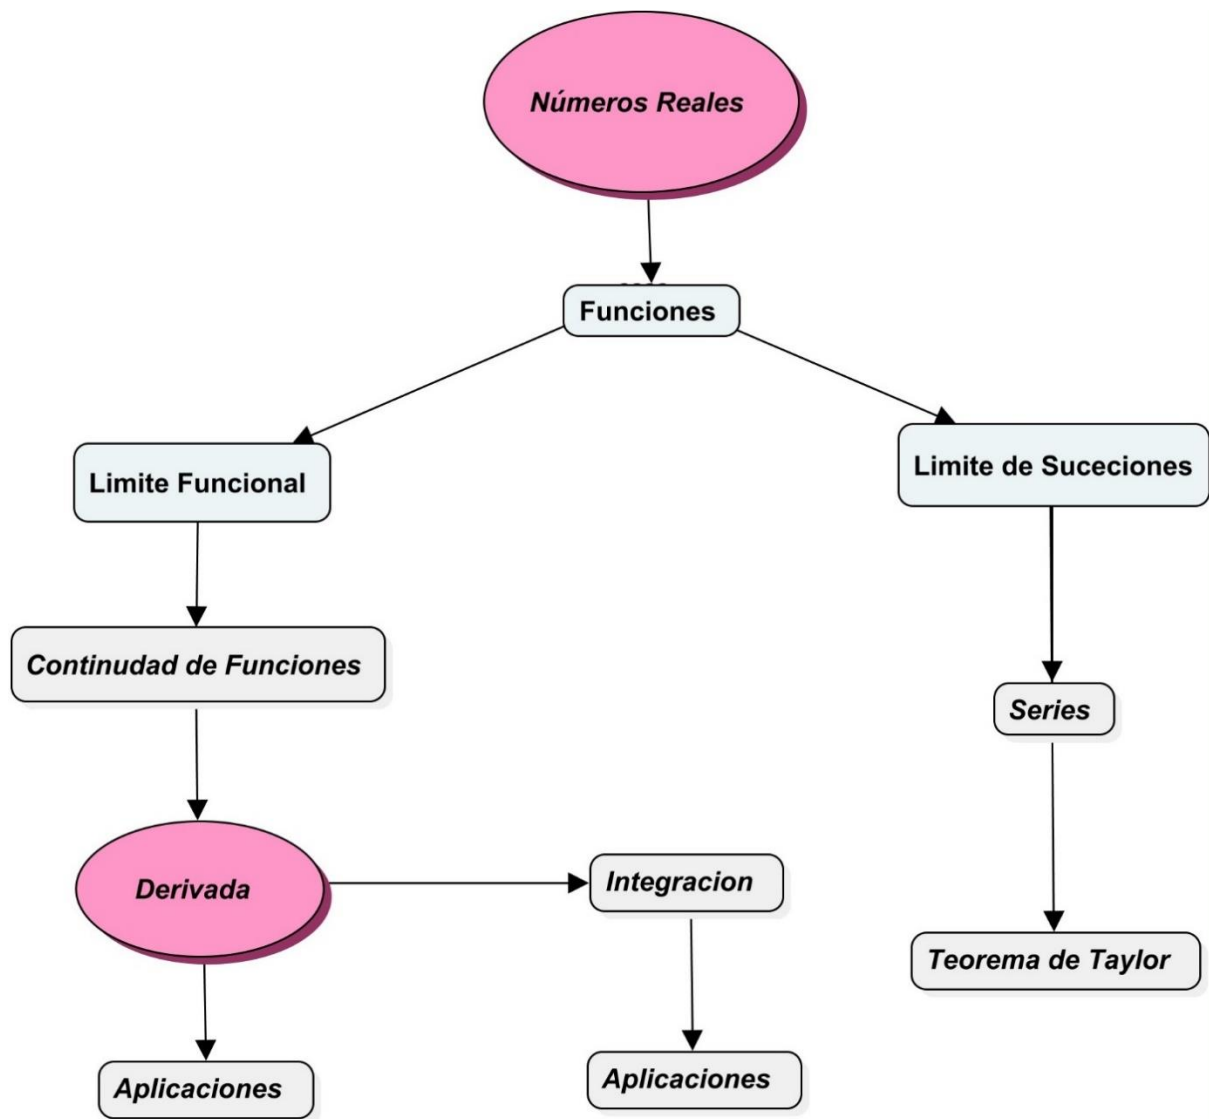 Números Reales
Funciones
Limite Funcional
Limite de Suceciones
Continudad de Funciones
Series
Derivada
Integracion
Teorema de Taylor
Aplicaciones
Aplicaciones